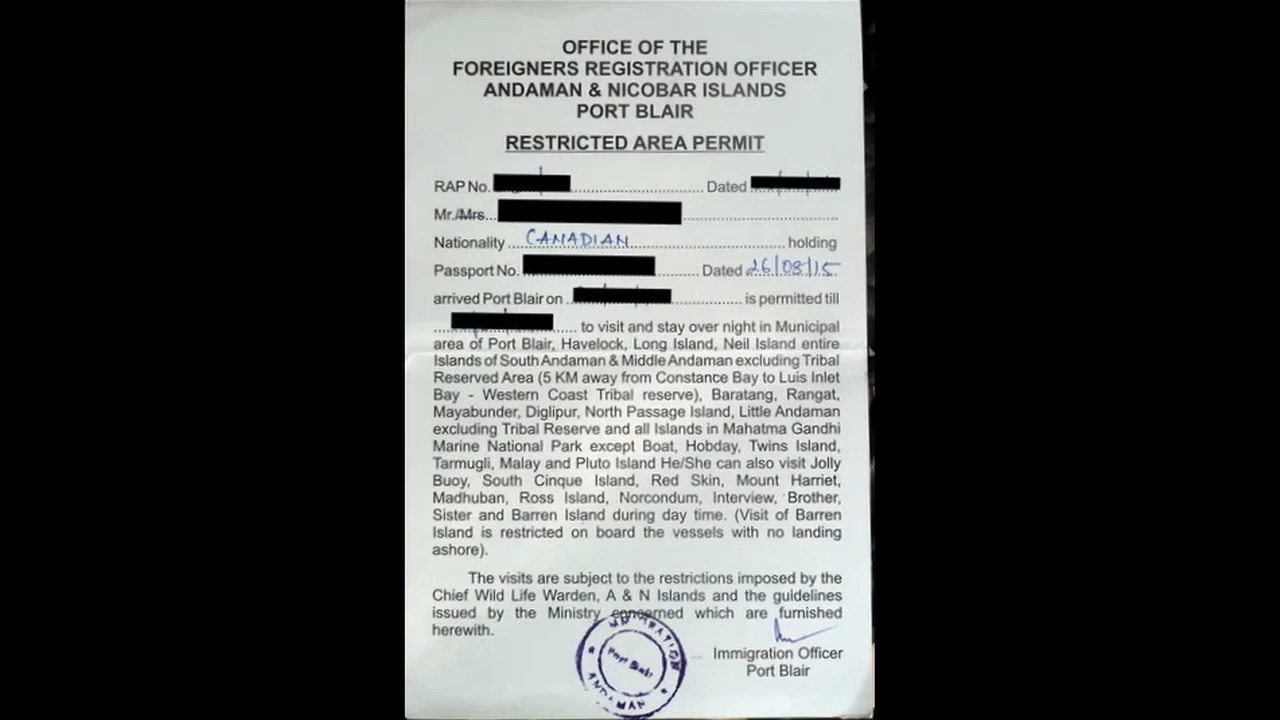 OFFICE OF THE
FOREIGNERS REGISTRATION OFFICER
ANDAMAN & NICOBAR ISLANDS
PORT BLAIR
RESTRICTED AREA PERMIT
RAP No. Dated
Mr./Mrs.
Nationality CANADIAN holding
Passport No. Dated 26/08/15
arrived Port Blair on is permitted till
to visit and stay over night in Municipal
area of Port Blair, Havelock, Long Island, Neil Island entire
Islands of South Andaman & Middle Andaman excluding Tribal
Reserved Area (5 KM away from Constance Bay to Luis Inlet
Bay - Western Coast Tribal reserve), Baratang, Rangat,
Mayabunder, Diglipur, North Passage Island, Little Andaman
excluding Tribal Reserve and all Islands in Mahatma Gandhi
Marine National Park except Boat, Hobday, Twins Island,
Tarmugli, Malay and Pluto Island He/She can also visit Jolly
Buoy, South Cinque Island, Red Skin, Mount Harriet,
Madhuban, Ross Island, Norcondum, Interview, Brother,
Sister and Barren Island during day time. (Visit of Barren
Island is restricted on board the vessels with no landing
ashore).
The visits are subject to the restrictions imposed by the
Chief Wild Life Warden, A & N Islands and the guidelines
issued by the Ministry concerned which are furnished
herewith.
Immigration Officer
Port Blair
IMMIGRATION
Port Blair
ANDAMAN